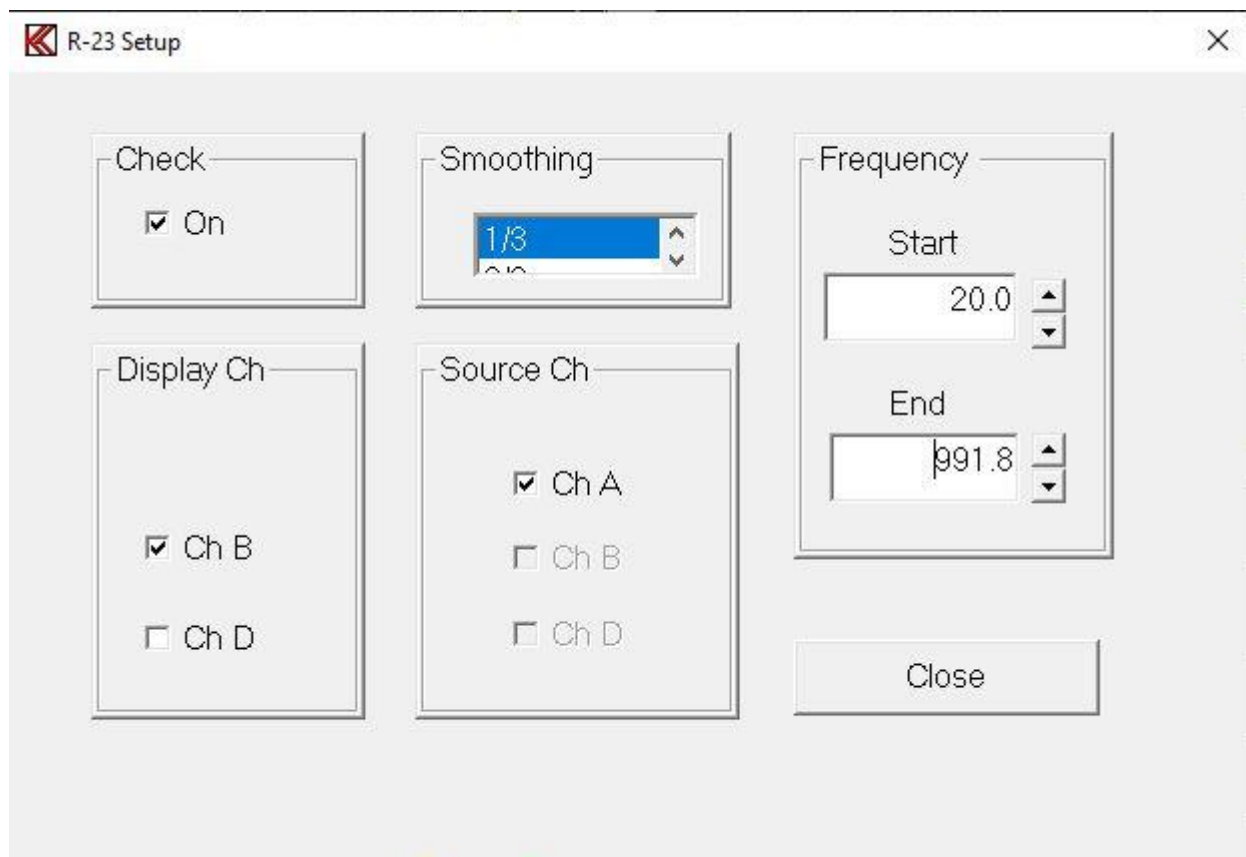 R-23 Setup
Check
On
Smoothing
1/3
Frequency
Start
20.0
End
991.8
Display Ch
Ch B
Ch D
Source Ch
Ch A
Ch B
Ch D
Close